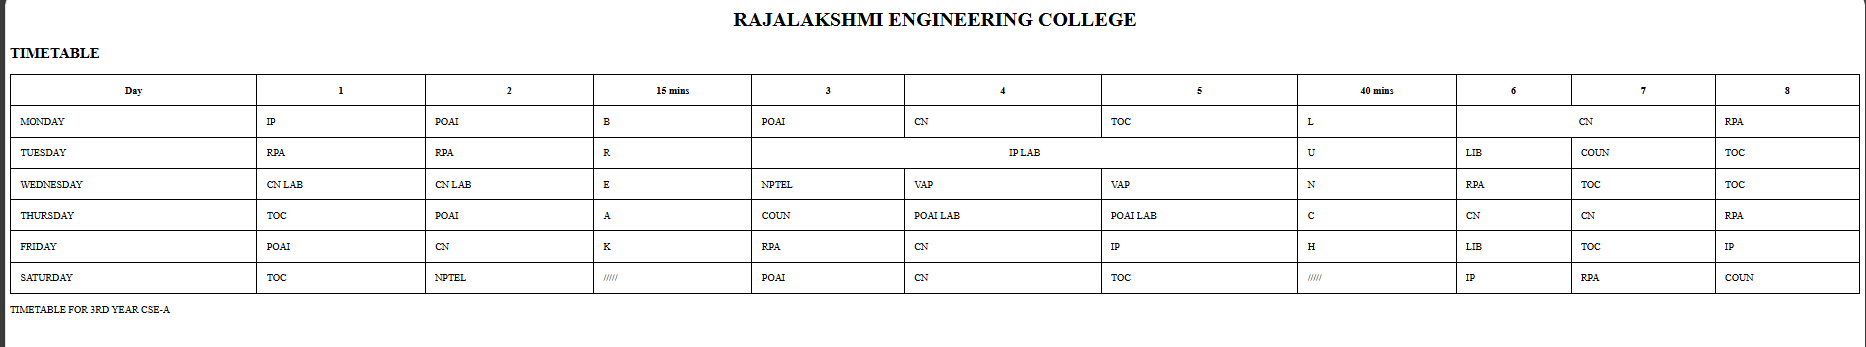 RAJALAKSHMI ENGINEERING COLLEGE
TIMETABLE
Day 1 2 15 mins 3 4 5 40 mins 6 7 8
MONDAY IP POAI B POAI CN TOC L CN RPA
TUESDAY RPA RPA R IP LAB U LIB COUN TOC
WEDNESDAY CN LAB CN LAB E NPTEL VAP VAP N RPA TOC TOC
THURSDAY TOC POAI A COUN POAI LAB POAI LAB C CN CN RPA
FRIDAY POAI CN K RPA CN IP H LIB TOC IP
SATURDAY TOC NPTEL ///// POAI CN TOC ///// IP RPA COUN
TIMETABLE FOR 3RD YEAR CSE-A